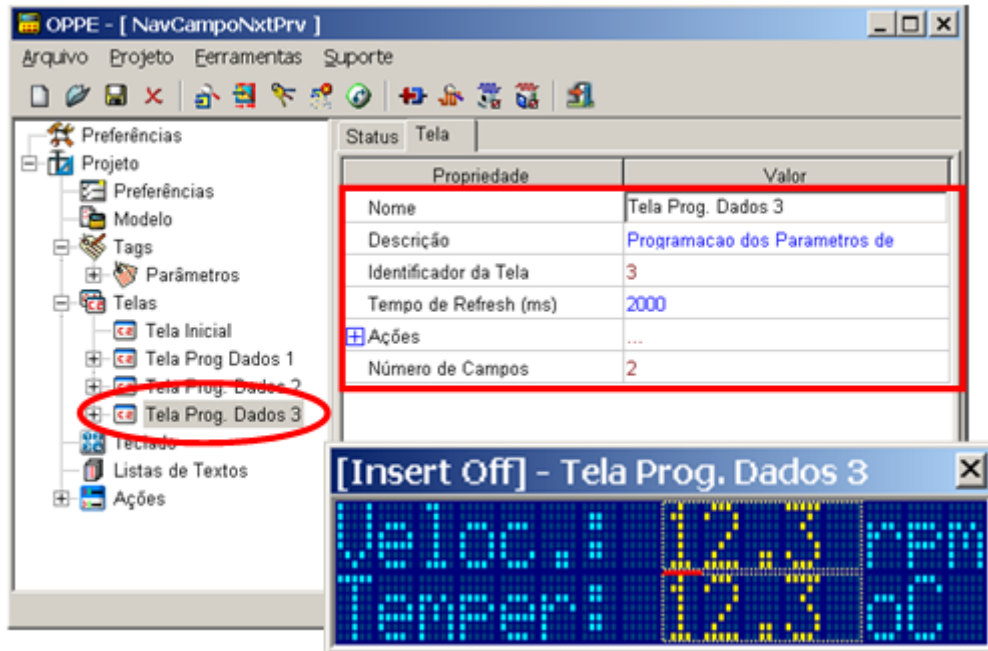 OPPE - [ NavCampoNxtPrv ]
Arquivo Projeto Ferramentas Suporte
Preferências
Projeto
Preferências
Modelo
Tags
Parâmetros
Telas
Tela Inicial
Tela Prog Dados 1
Tela Prog. Dados 2
Tela Prog. Dados 3
Teclado
Listas de Textos
Ações
Status Tela
Propriedade Valor
Nome Tela Prog. Dados 3
Descrição Programacao dos Parametros de
Identificador da Tela 3
Tempo de Refresh (ms) 2000
Ações ...
Número de Campos 2
[Insert Off] - Tela Prog. Dados 3
Veloc.: 12.3 rpm
Temper: 12.3 oC